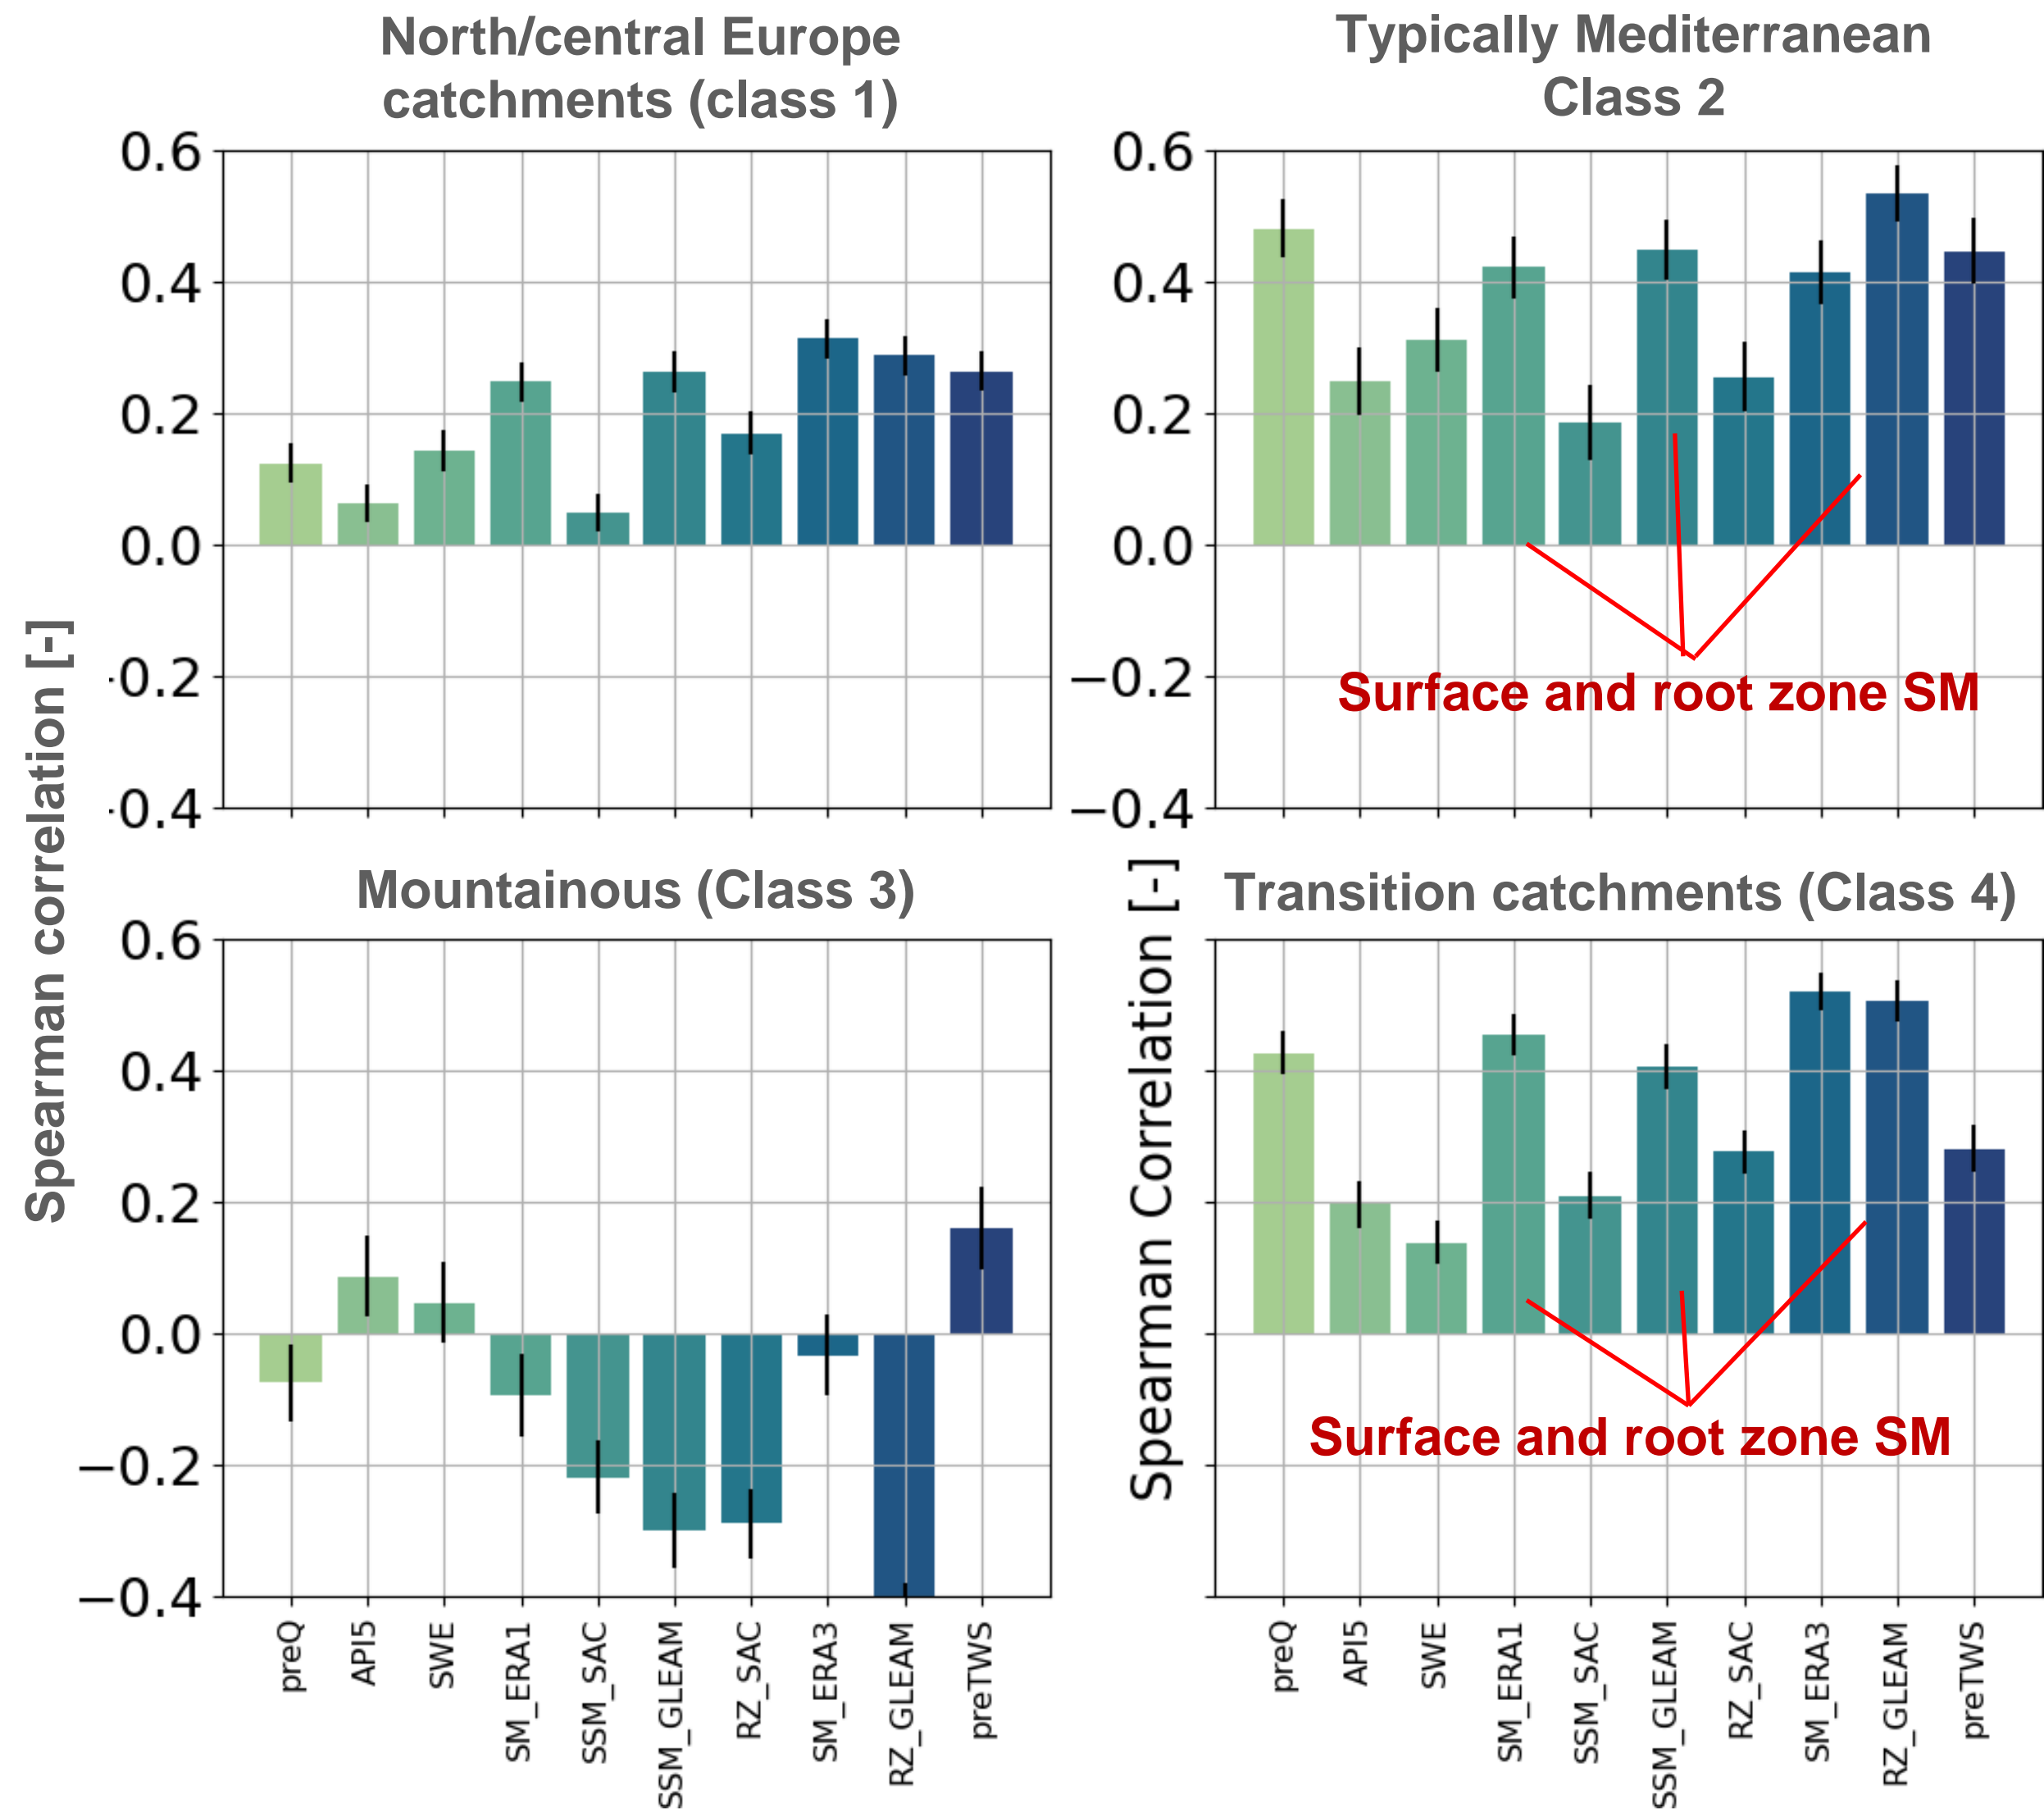 North/central Europe
catchments (class 1)
Typically Mediterranean
Class 2
Spearman correlation [-]
0.6
0.4
0.2
0.0
-0.2
-0.4
0.6
0.4
0.2
0.0
−0.2
−0.4
Surface and root zone SM
Mountainous (Class 3)
Transition catchments (Class 4)
0.6
0.4
0.2
0.0
−0.2
−0.4
Spearman Correlation [-]
Surface and root zone SM
preQ
API5
SWE
SM_ERA1
SSM_SAC
SSM_GLEAM
RZ_SAC
SM_ERA3
RZ_GLEAM
preTWS
preQ
API5
SWE
SM_ERA1
SSM_SAC
SSM_GLEAM
RZ_SAC
SM_ERA3
RZ_GLEAM
preTWS